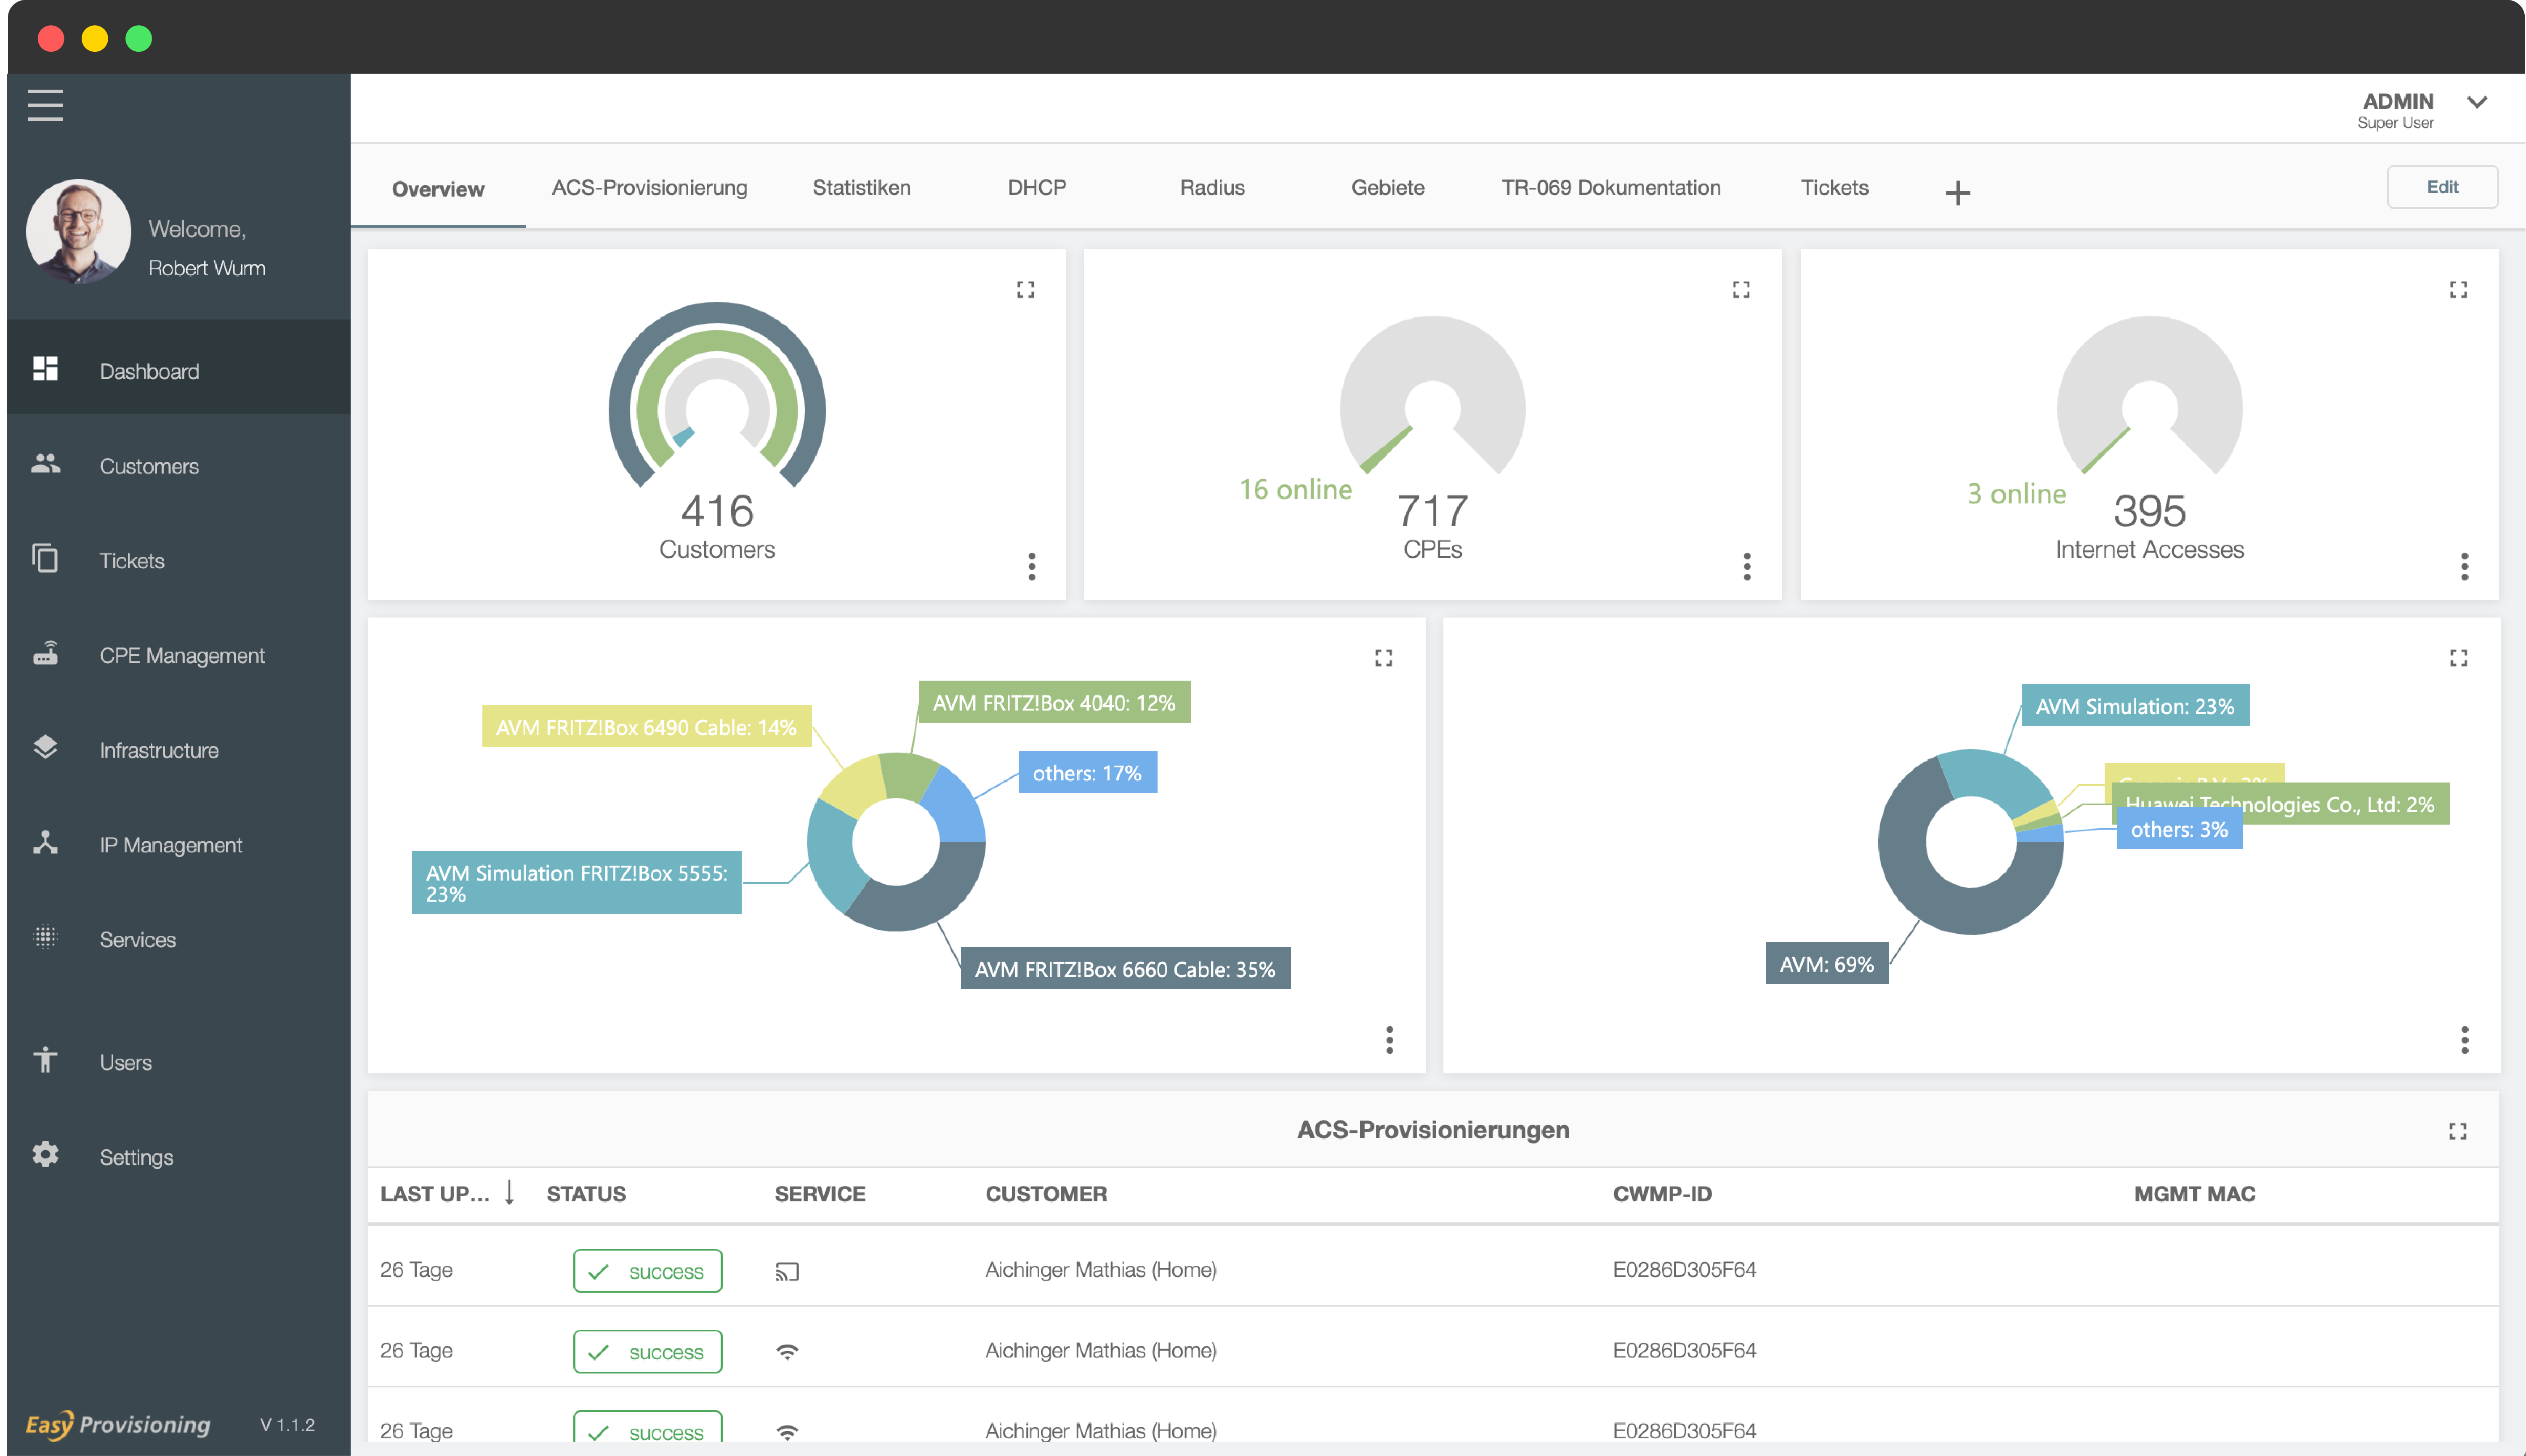 ADMIN
Super User
Overview
ACS-Provisionierung
Statistiken
DHCP
Radius
Gebiete
TR-069 Dokumentation
Tickets
Edit
Welcome,
Robert Wurm
Dashboard
Customers
Tickets
CPE Management
Infrastructure
IP Management
Services
Users
Settings
Easy Provisioning
V 1.1.2
416
Customers
16 online
717
CPEs
3 online
395
Internet Accesses
AVM FRITZ!Box 4040: 12%
AVM FRITZ!Box 6490 Cable: 14%
others: 17%
AVM Simulation FRITZ!Box 5555:
23%
AVM FRITZ!Box 6660 Cable: 35%
AVM Simulation: 23%
Huawei Technologies Co., Ltd: 2%
others: 3%
AVM: 69%
ACS-Provisionierungen
LAST UP... STATUS SERVICE CUSTOMER CWMP-ID MGMT MAC
26 Tage success Aichinger Mathias (Home) E0286D305F64
26 Tage success Aichinger Mathias (Home) E0286D305F64
26 Tage success Aichinger Mathias (Home) E0286D305F64